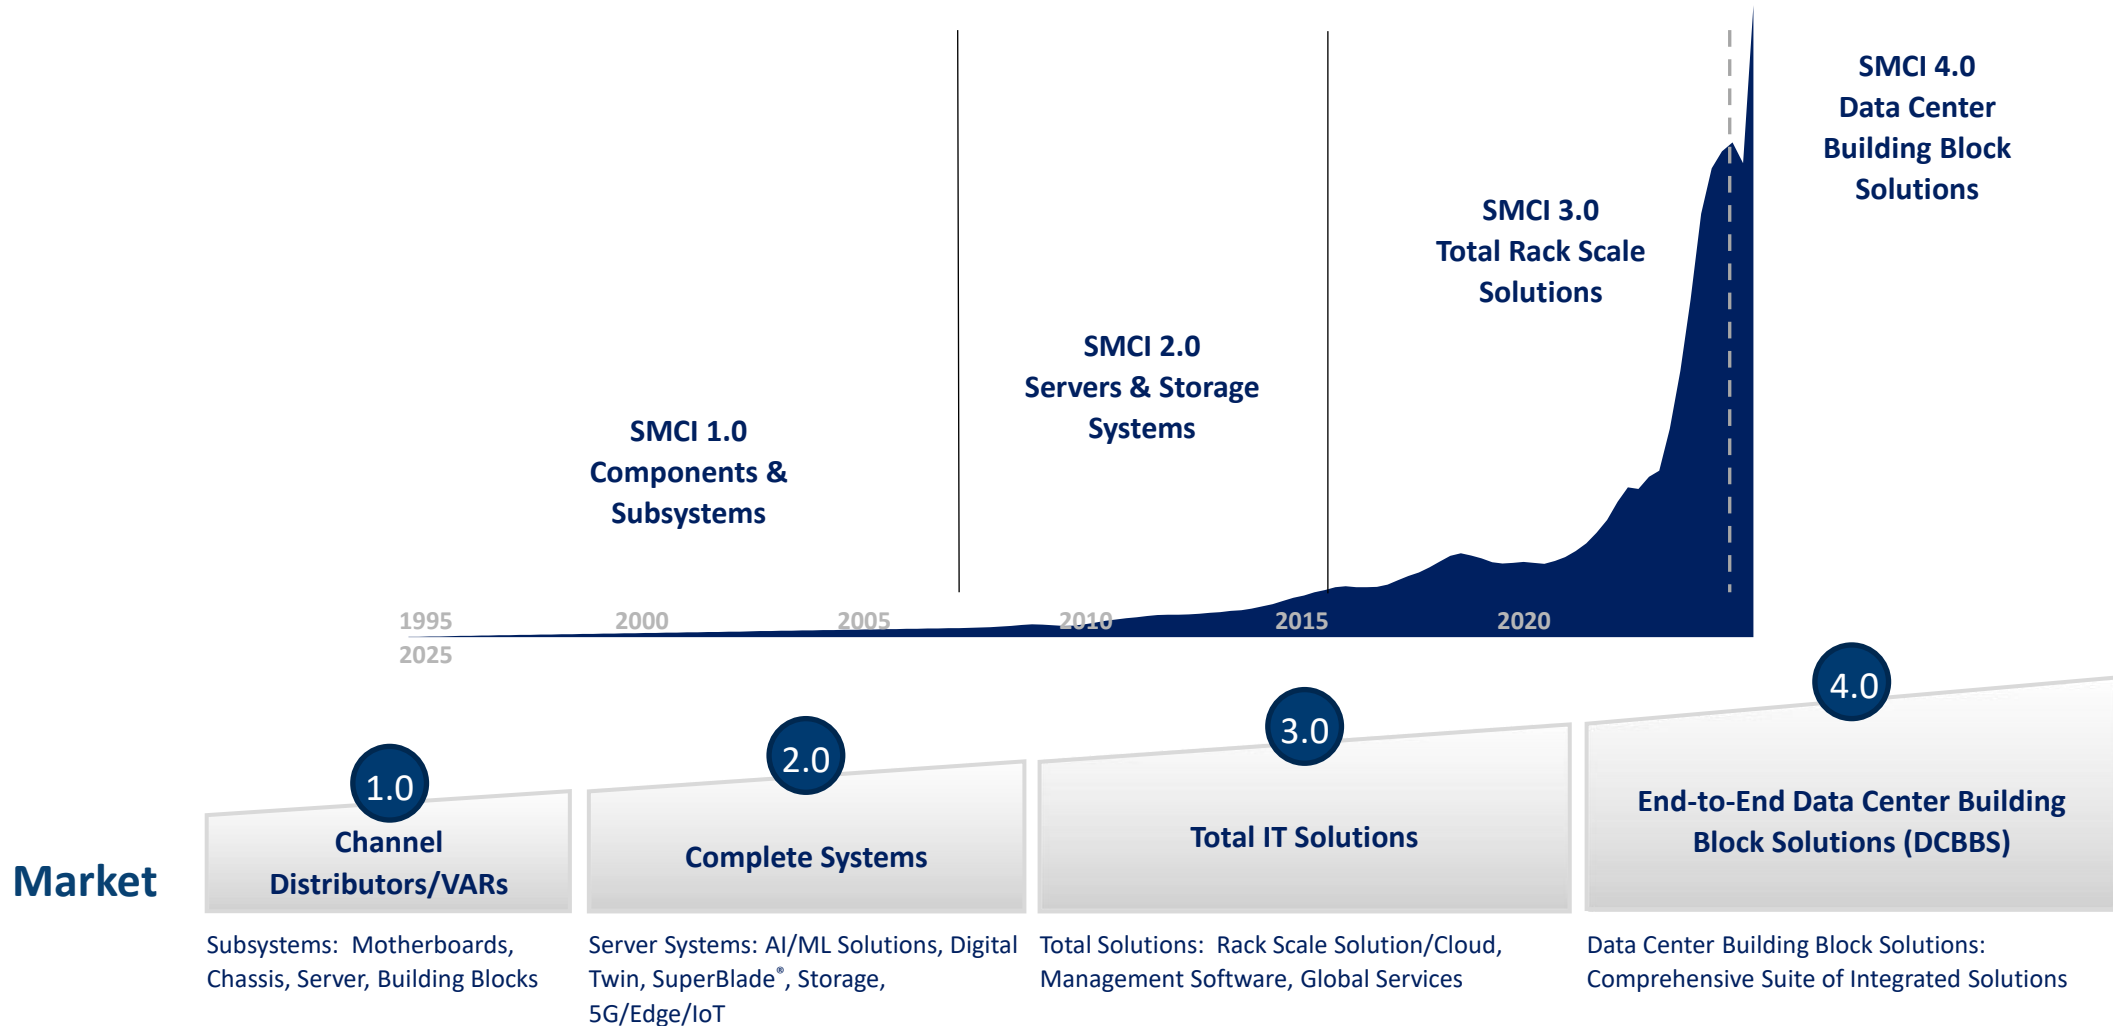 SMCI 4.0
Data Center
Building Block
Solutions
SMCI 3.0
Total Rack Scale
Solutions
SMCI 2.0
Servers & Storage
Systems
SMCI 1.0
Components &
Subsystems
1995 2000 2005 2010 2015 2020
2025
1.0
2.0
3.0
4.0
Market
Channel
Distributors/VARs
Complete Systems
Total IT Solutions
End-to-End Data Center Building
Block Solutions (DCBBS)
Subsystems: Motherboards,
Chassis, Server, Building Blocks
Server Systems: AI/ML Solutions, Digital
Twin, SuperBlade®, Storage,
5G/Edge/IoT
Total Solutions: Rack Scale Solution/Cloud,
Management Software, Global Services
Data Center Building Block Solutions:
Comprehensive Suite of Integrated Solutions